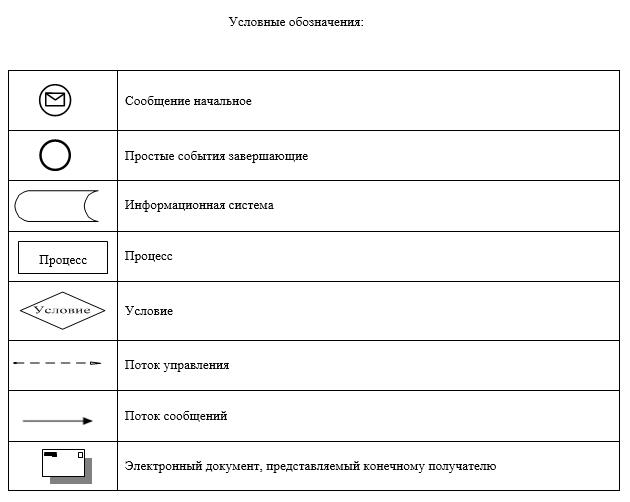 Условные обозначения:
Сообщение начальное
Простые события завершающие
Информационная система
Процесс
Процесс
Условие
Условие
Поток управления
Поток сообщений
Электронный документ, представляемый конечному получателю